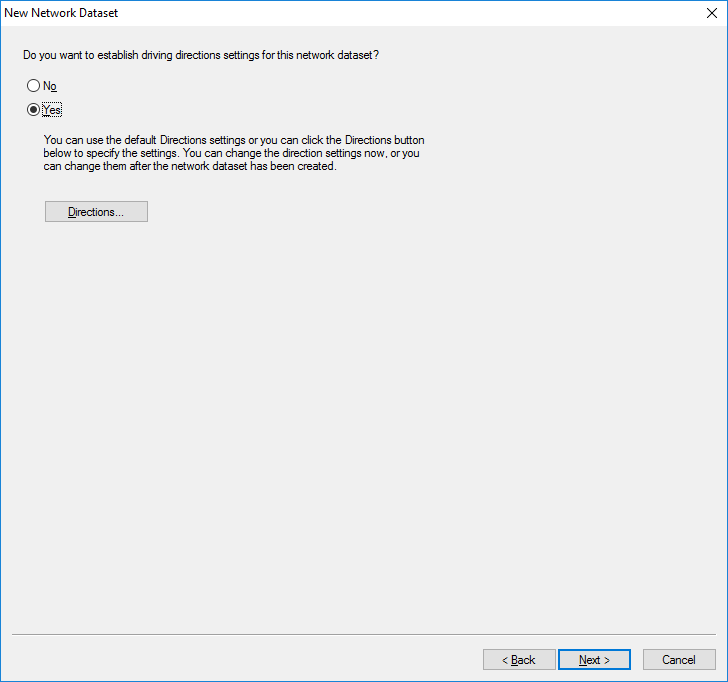 New Network Dataset
Do you want to establish driving directions settings for this network dataset?
No
Yes
You can use the default Directions settings or you can click the Directions button
below to specify the settings. You can change the direction settings now, or you
can change them after the network dataset has been created.
Directions...
< Back
Next >
Cancel